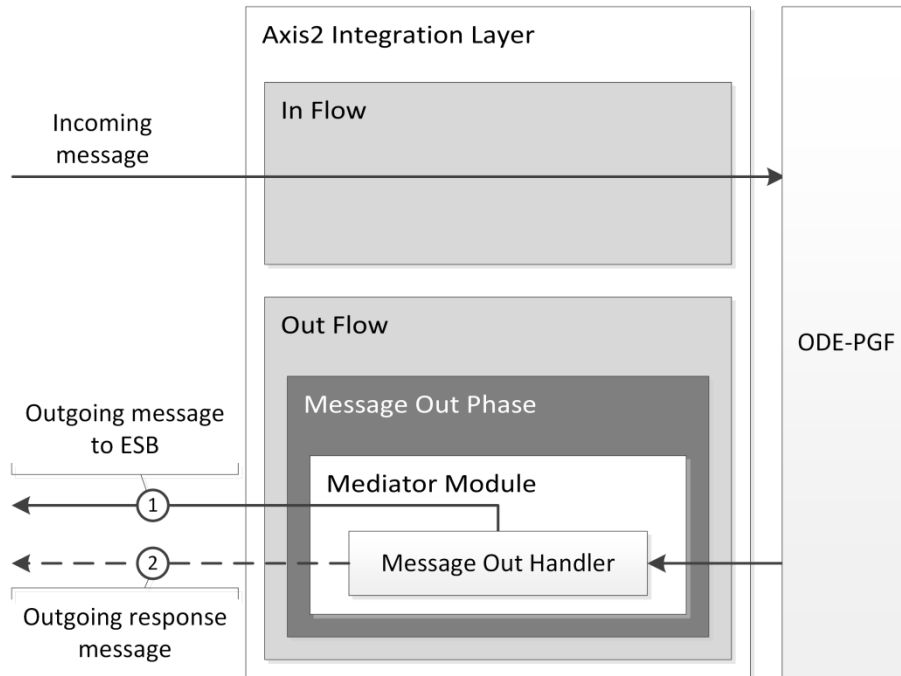 Axis2 Integration Layer
In Flow
Incoming
message
Out Flow
ODE-PGF
Message Out Phase
Outgoing message
to ESB
Mediator Module
1
Message Out Handler
2
Outgoing response
message